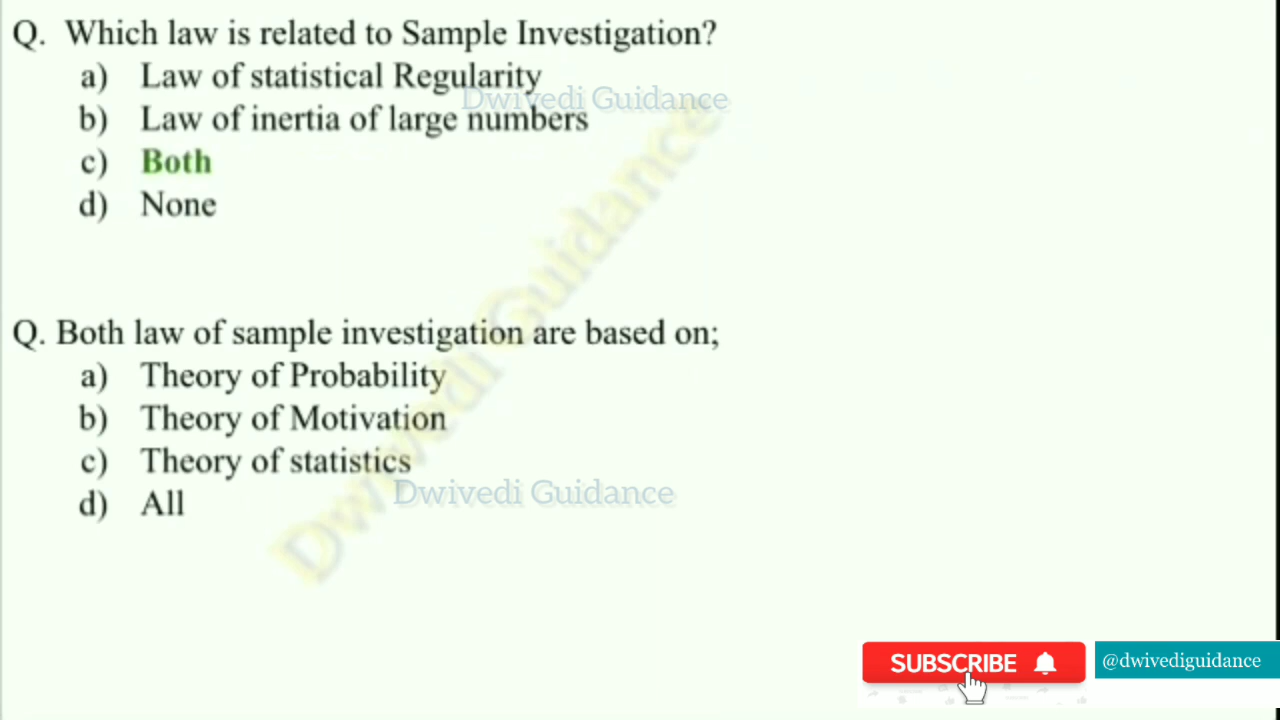 Q. Which law is related to Sample Investigation?
a) Law of statistical Regularity
Dwivedi Guidance
b) Law of inertia of large numbers
c) Both
d) None
Q. Both law of sample investigation are based on;
a) Theory of Probability
b) Theory of Motivation
c) Theory of statistics
Dwivedi Guidance
d) All
Dwivedi Guidance
SUBSCRIBE
@dwivediguidance